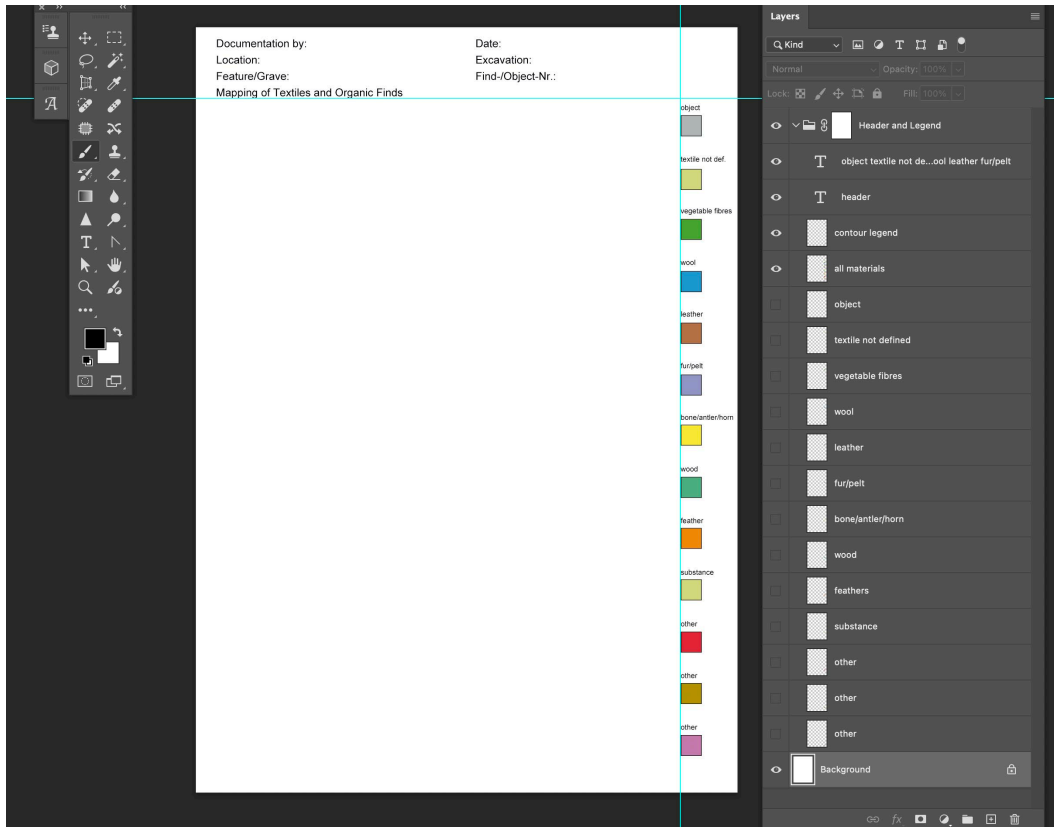 Documentation by:
Date:
Location:
Excavation:
Feature/Grave:
Find-/Object-Nr.:
Mapping of Textiles and Organic Finds
object
textile not def.
vegetable fibres
wool
leather
fur/pelt
bone/antler/horn
wood
feather
substance
other
other
other
Layers
Kind
Normal
Opacity: 100%
Lock:
Fill: 100%
Header and Legend
object textile not de...ool leather fur/pelt
header
contour legend
all materials
object
textile not defined
vegetable fibres
wool
leather
fur/pelt
bone/antler/horn
wood
feathers
substance
other
other
other
Background
fx